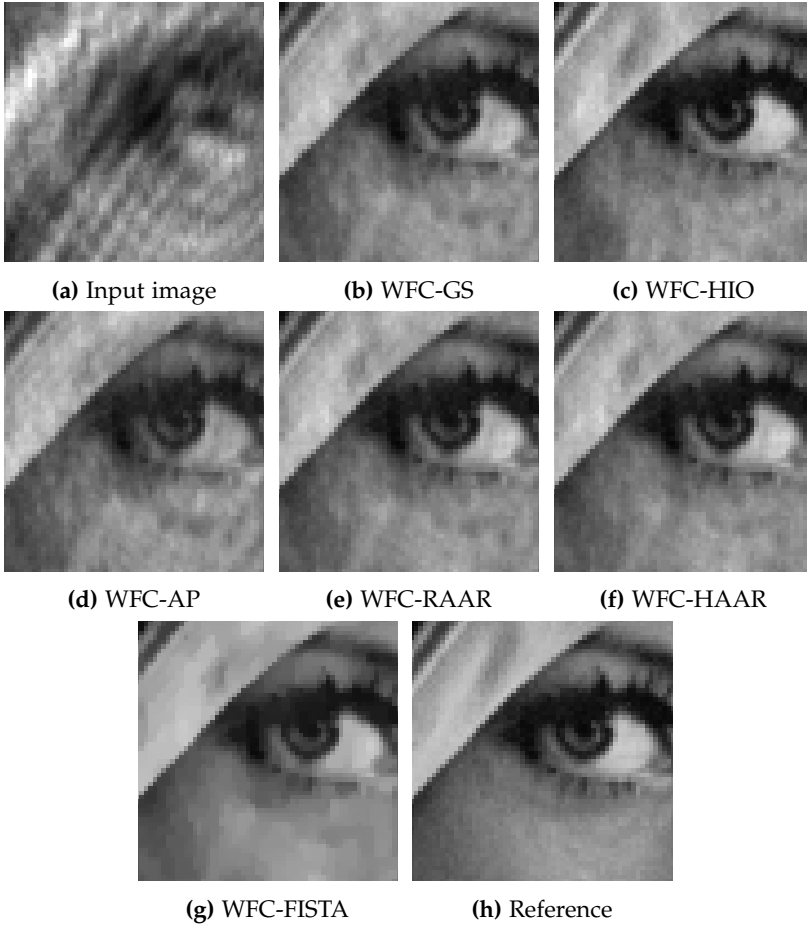 (a) Input image
(b) WFC-GS
(c) WFC-HIO
(d) WFC-AP
(e) WFC-RAAR
(f) WFC-HAAR
(g) WFC-FISTA
(h) Reference